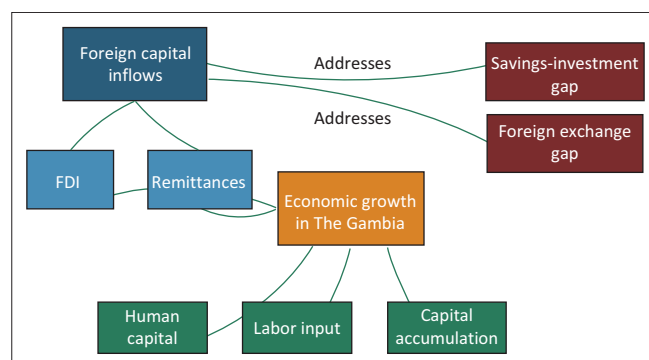 Foreign capital
inflows
Addresses
Savings-investment
gap
Addresses
Foreign exchange
gap
FDI
Remittances
Economic growth
in The Gambia
Human
capital
Labor input
Capital
accumulation